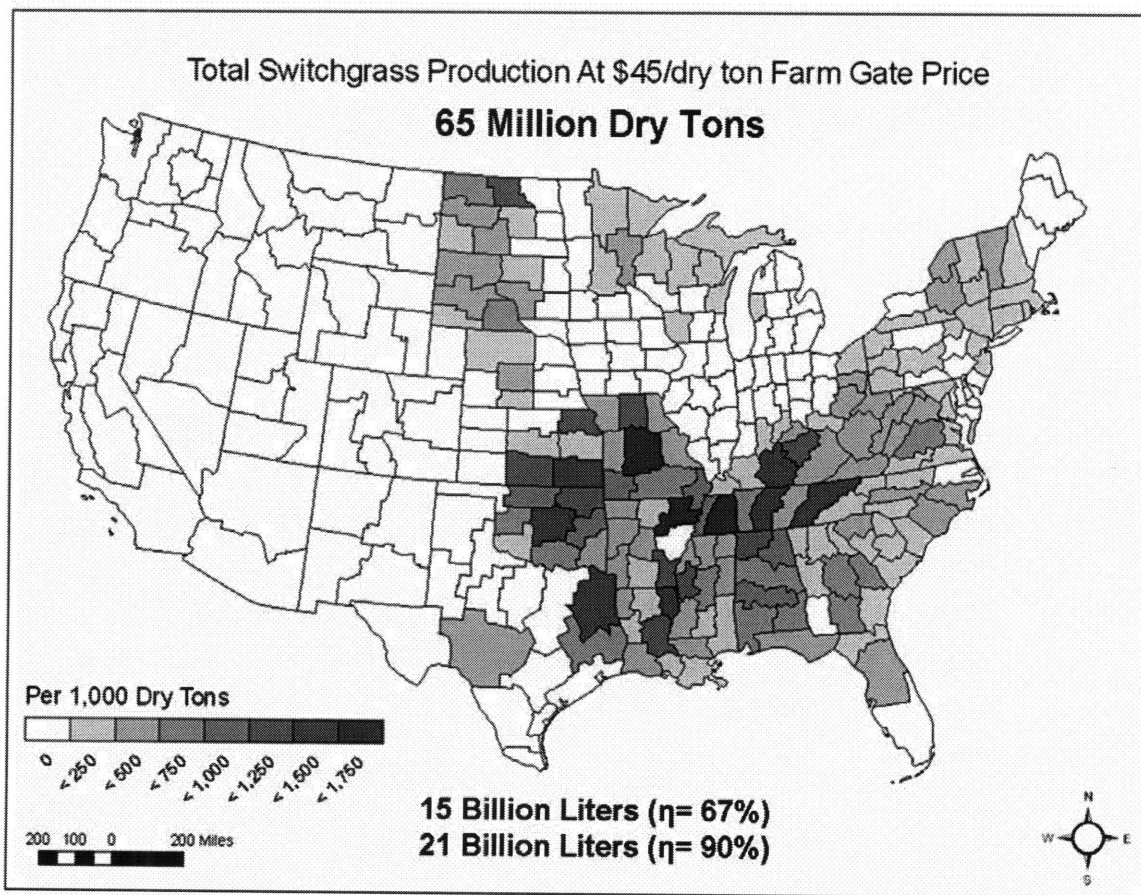 Total Switchgrass Production At $45/dry ton Farm Gate Price
65 Million Dry Tons
Per 1,000 Dry Tons
0
< 250
< 500
< 750
< 1,000
< 1,250
< 1,500
< 1,750
200 100 0 200 Miles
15 Billion Liters (η= 67%)
21 Billion Liters (η= 90%)
N
W E
S